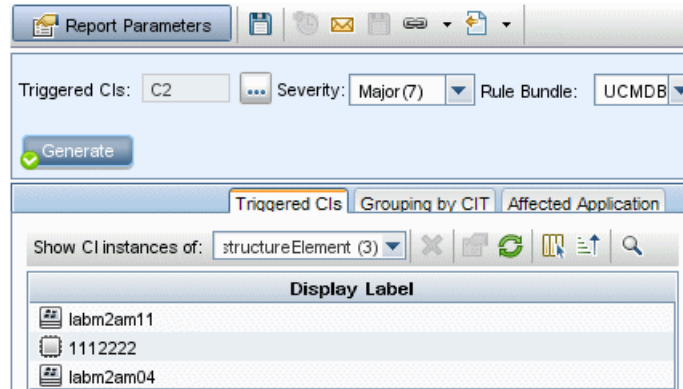 Report Parameters
Triggered CIs: C2 ... Severity: Major(7) Rule Bundle: UCMDB
Generate
Triggered CIs Grouping by CIT Affected Application
Show CI instances of: structureElement (3)
Display Label
labm2am11
1112222
labm2am04